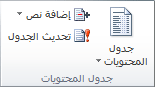 جدول
المحتويات
إضافة نص
تحديث الجدول
جدول المحتويات